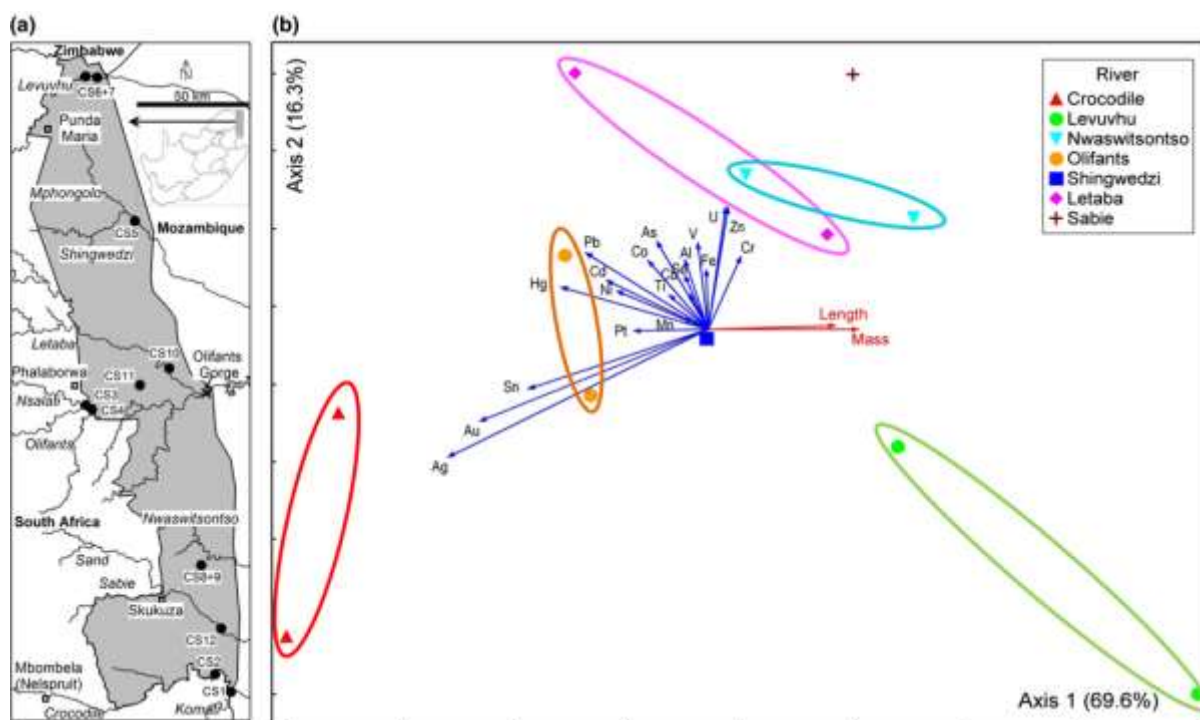 (a)
Zimbabwe
N
Levuvhu
CS6+7
50 km
Punda
Maria
Mphongolo
Mozambique
CS5
Shingwedzi
Letaba
CS10
Olifants
Gorge
Phalaborwa
CS11
Nsalati
CS3
CS4
Olifants
South Africa
Nwaswitsontso
Sand
CS8+9
Sabie
Skukuza
CS12
Mbombela
(Nelspruit)
CS2
CS1
Komati
Crocodile
(b)
Axis 2 (16.3%)
River
Crocodile
Levuvhu
Nwaswitsontso
Olifants
Shingwedzi
Letaba
Sabie
U
Zn
As
V
Cr
Pb
Co
Al
Fe
Cd
Hg
Ni
Tl
Pt
Mn
Length
Mass
Sn
Au
Ag
Axis 1 (69.6%)